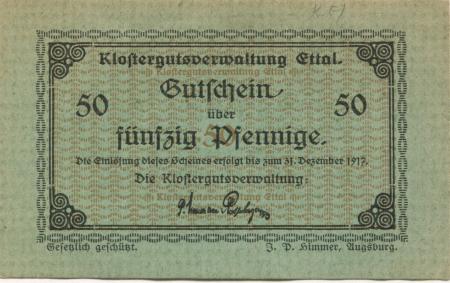 Klostergutsverwaltung Ettal.
Gutschein
50 über 50
fünfzig Pfennige.
Die Einlösung dieses Scheines erfolgt bis zum 31. Dezember 1917.
Die Klostergutsverwaltung:
Gesetzlich geschützt. J. P. Himmer, Augsburg.